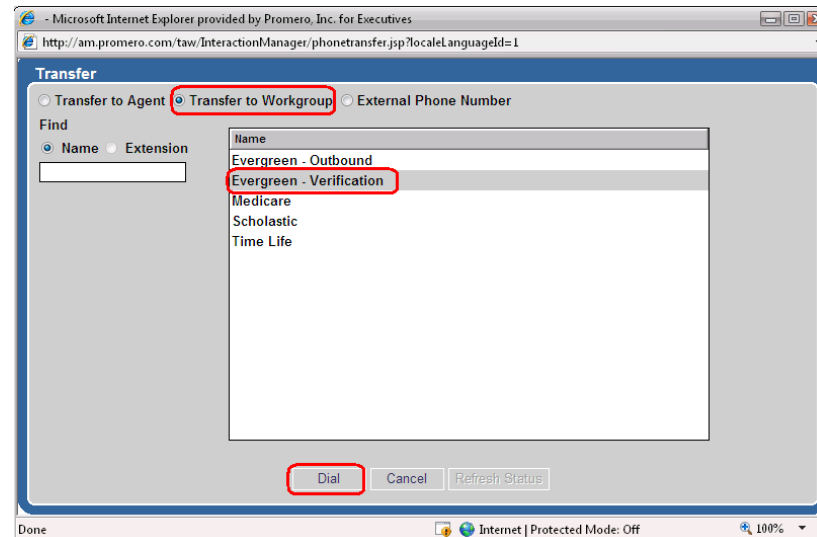 - Microsoft Internet Explorer provided by Promero, Inc. for Executives
http://am.promero.com/taw/InteractionManager/phonetransfer.jsp?localeLanguageId=1
Transfer
Transfer to Agent Transfer to Workgroup External Phone Number
Find
Name Extension
Name
Evergreen - Outbound
Evergreen - Verification
Medicare
Scholastic
Time Life
Dial Cancel Refresh Status
Done Internet | Protected Mode: Off 100%